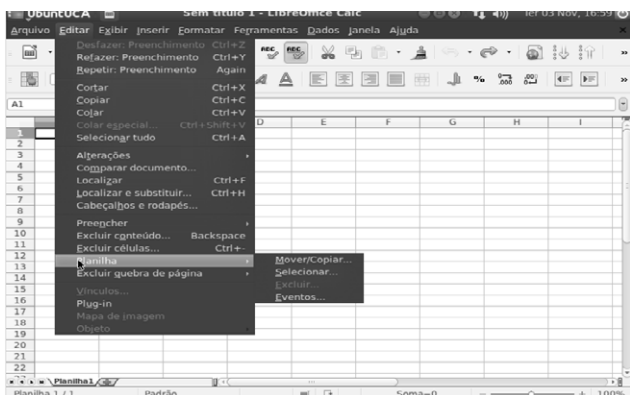 UbuntUCA Sem título 1 - LibreOffice Calc Ter 03 Nov, 16:59
Arquivo Editar Exibir Inserir Formatar Ferramentas Dados Janela Ajuda
Desfazer: Preenchimento Ctrl+Z
Refazer: Preenchimento Ctrl+Y
Repetir: Preenchimento Again
Cortar Ctrl+X
Copiar Ctrl+C
Colar Ctrl+V
Colar especial... Ctrl+Shift+V
Selecionar tudo Ctrl+A
Alterações
Comparar documento...
Localizar Ctrl+F
Localizar e substituir... Ctrl+H
Cabeçalhos e rodapés...
Preencher
Excluir conteúdo... Backspace
Excluir células... Ctrl+-
Planilha
Excluir quebra de página
Vínculos...
Plug-in
Mapa de imagem
Objeto
Mover/Copiar...
Selecionar...
Excluir...
Eventos...
A1
D E F G H I
1
2
3
4
5
6
7
8
9
10
11
12
13
14
15
16
17
18
19
20
21
22
Planilha1
Planilha 1 / 1 Padrão Soma=0 100%